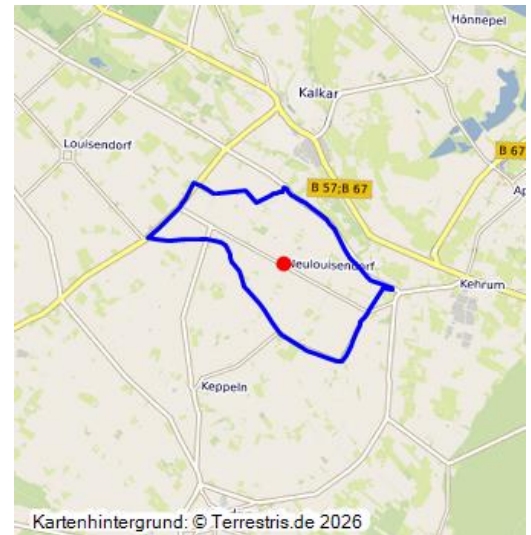 Hönnepel
Kalkar
Louisendorf
B 67
B 57;B 67
Neulouisendorf
Kehrum
Keppeln
Kartenhintergrund: © Terrestris.de 2026